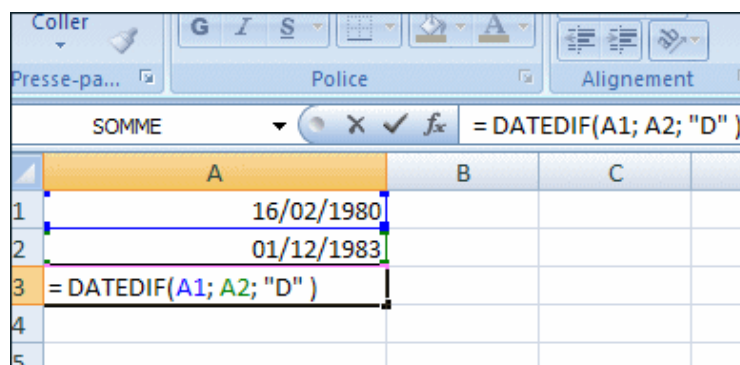 Coller
G I S A
Presse-pa... Police Alignement
SOMME fx = DATEDIF(A1; A2; "D" )
A B C
1 16/02/1980
2 01/12/1983
3 = DATEDIF(A1; A2; "D" )
4
5